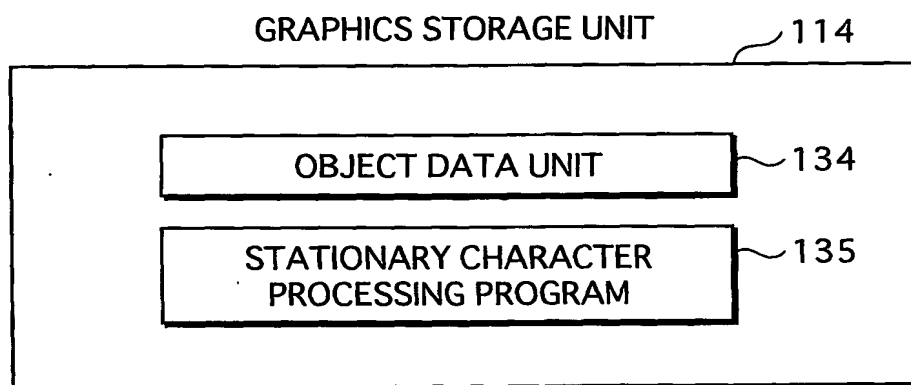 GRAPHICS STORAGE UNIT
114
OBJECT DATA UNIT
134
STATIONARY CHARACTER
PROCESSING PROGRAM
135